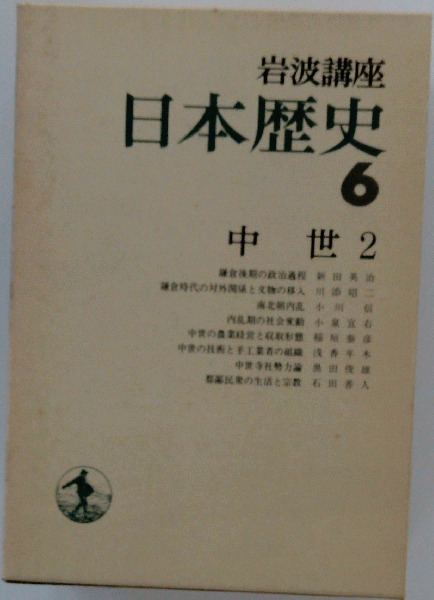 岩波講座
日本歴史
6
中世2
鎌倉後期の政治過程 新田英治
鎌倉時代の対外関係と文物の移入 川添昭二
南北朝内乱 小川信
内乱期の社会変動 小泉宜右
中世の農業経営と収取形態 稲垣泰彦
中世の技術と手工業者の組織 浅香年木
中世寺社勢力論 黒田俊雄
都鄙民衆の生活と宗教 石田善人